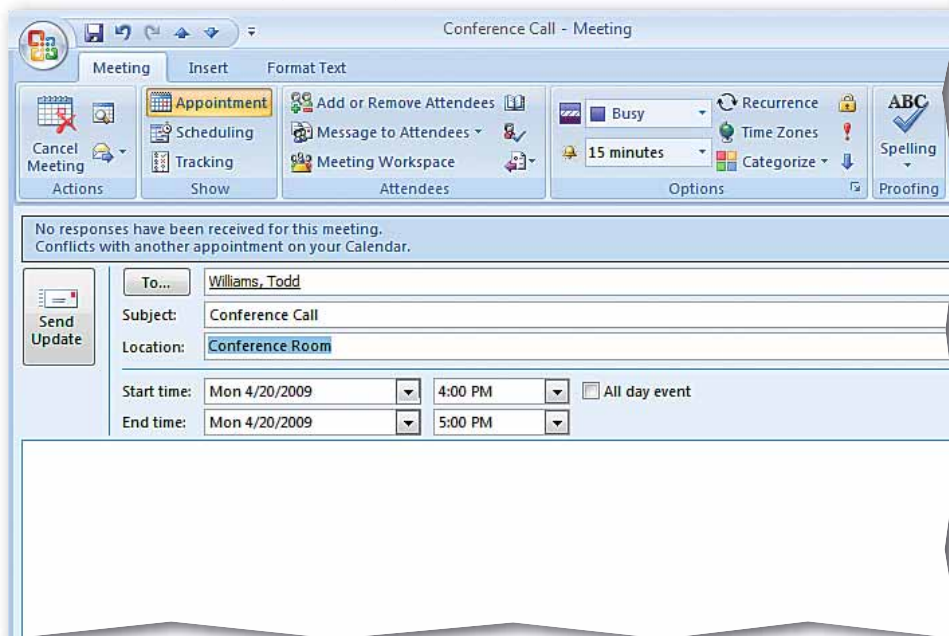 Conference Call - Meeting
Meeting Insert Format Text
Cancel Meeting
Actions
Appointment
Scheduling
Tracking
Show
Add or Remove Attendees
Message to Attendees
Meeting Workspace
Attendees
Busy
15 minutes
Recurrence
Time Zones
Categorize
Options
ABC
Spelling
Proofing
No responses have been received for this meeting.
Conflicts with another appointment on your Calendar.
Send
Update
To... Williams, Todd
Subject: Conference Call
Location: Conference Room
Start time: Mon 4/20/2009 4:00 PM All day event
End time: Mon 4/20/2009 5:00 PM